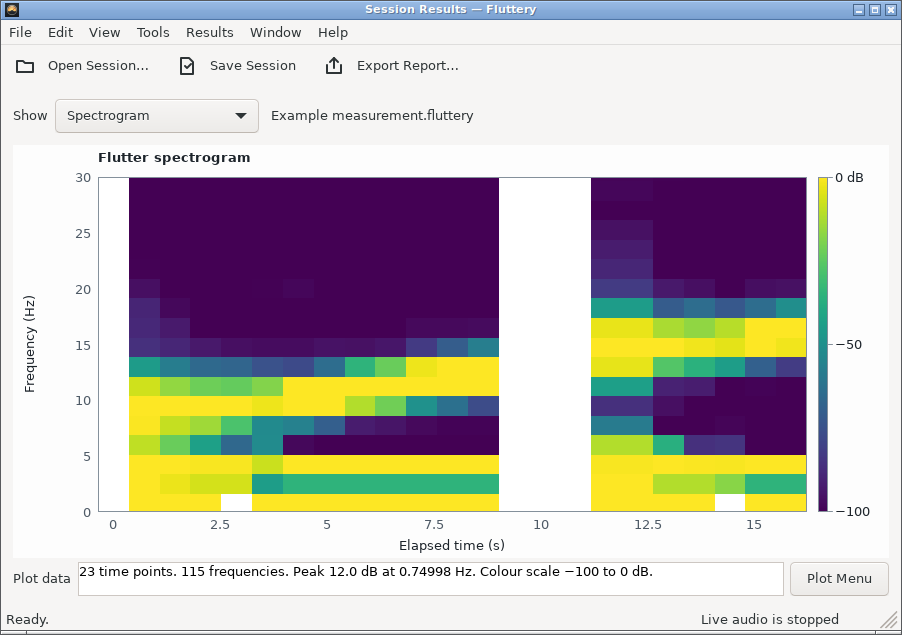 Session Results — Fluttery
File Edit View Tools Results Window Help
Open Session... Save Session Export Report...
Show Spectrogram Example measurement.fluttery
Flutter spectrogram
30
25
20
15
10
5
0
Frequency (Hz)
0 2.5 5 7.5 10 12.5 15
Elapsed time (s)
0 dB
−50
−100
Plot data 23 time points. 115 frequencies. Peak 12.0 dB at 0.74998 Hz. Colour scale −100 to 0 dB. Plot Menu
Ready. Live audio is stopped